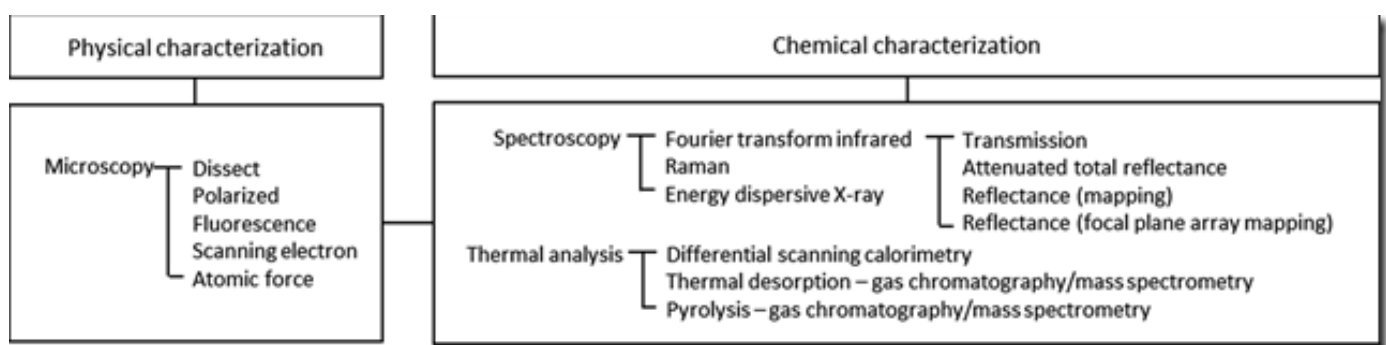 Physical characterization
Chemical characterization
Microscopy
Dissect
Polarized
Fluorescence
Scanning electron
Atomic force
Spectroscopy
Fourier transform infrared
Raman
Energy dispersive X-ray
Transmission
Attenuated total reflectance
Reflectance (mapping)
Reflectance (focal plane array mapping)
Thermal analysis
Differential scanning calorimetry
Thermal desorption – gas chromatography/mass spectrometry
Pyrolysis – gas chromatography/mass spectrometry